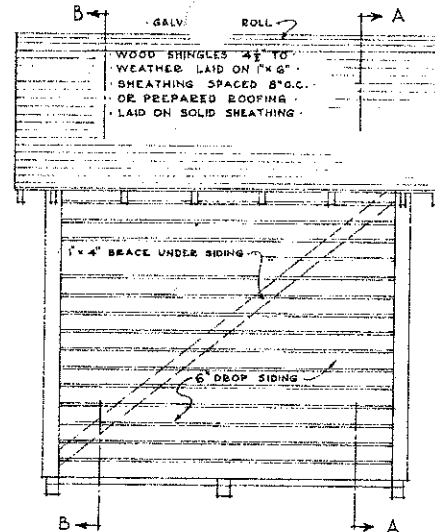 B A
GALV. ROLL
WOOD SHINGLES 4½" TO
WEATHER LAID ON 1"x 6"
SHEATHING SPACED 8"O.C.
OR PREPARED ROOFING
LAID ON SOLID SHEATHING
1"x 4" BRACE UNDER SIDING
6" DROP SIDING
B A